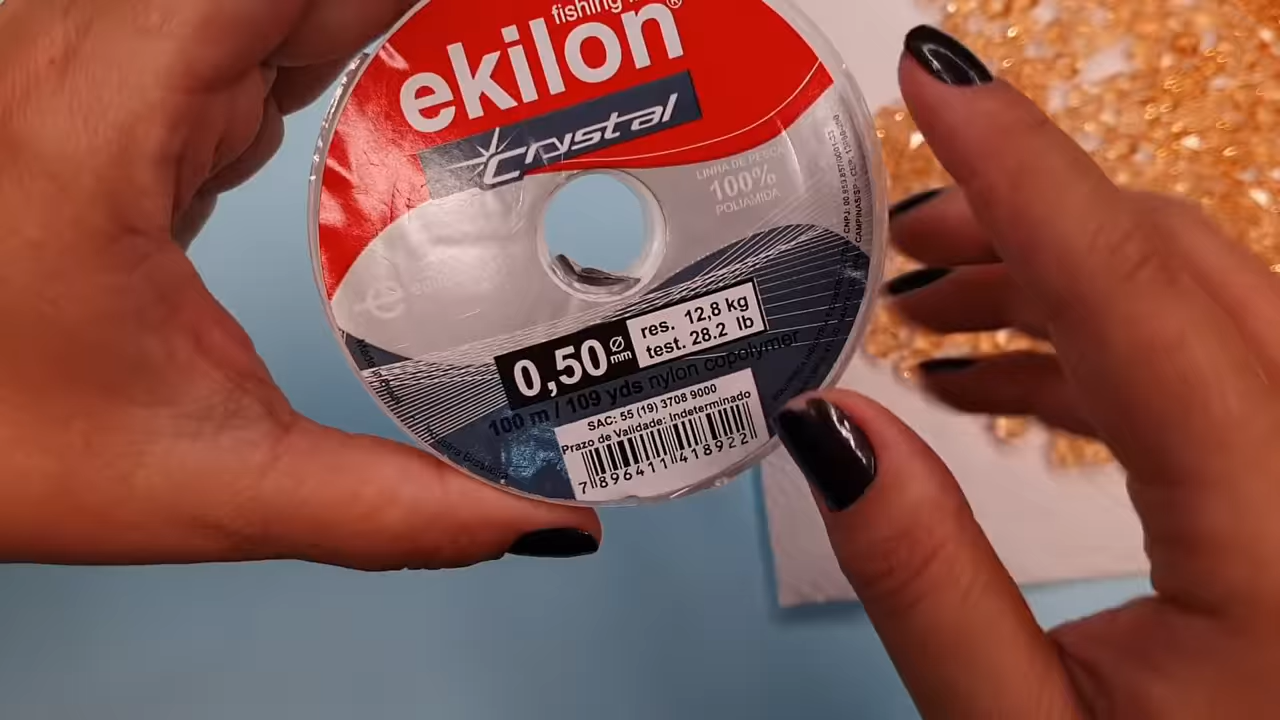 fishing
ekilon®
Crystal
LINHA DE PESCA
100%
POLIAMIDA
0,50 Ø mm
res. 12,8 kg
test. 28.2 lb
100 m / 109 yds nylon copolymer
SAC: 55 (19) 3708 9000
Prazo de Validade: Indeterminado
7 896411 418922